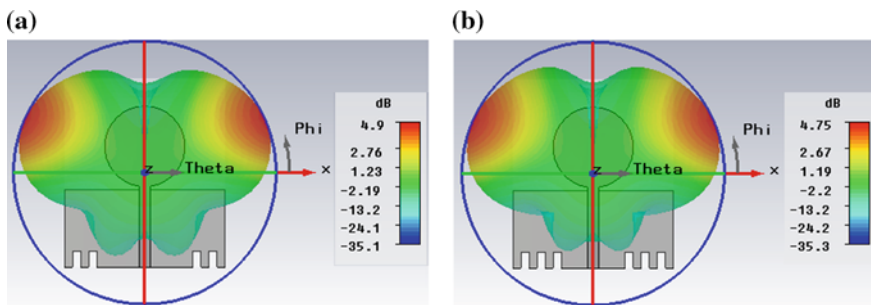 (a)
(b)
dB
4.9
2.76
1.23
-2.19
-13.2
-24.1
-35.1
Phi
z
Theta
x
dB
4.75
2.67
1.19
-2.2
-13.2
-24.2
-35.3
Phi
z
Theta
x